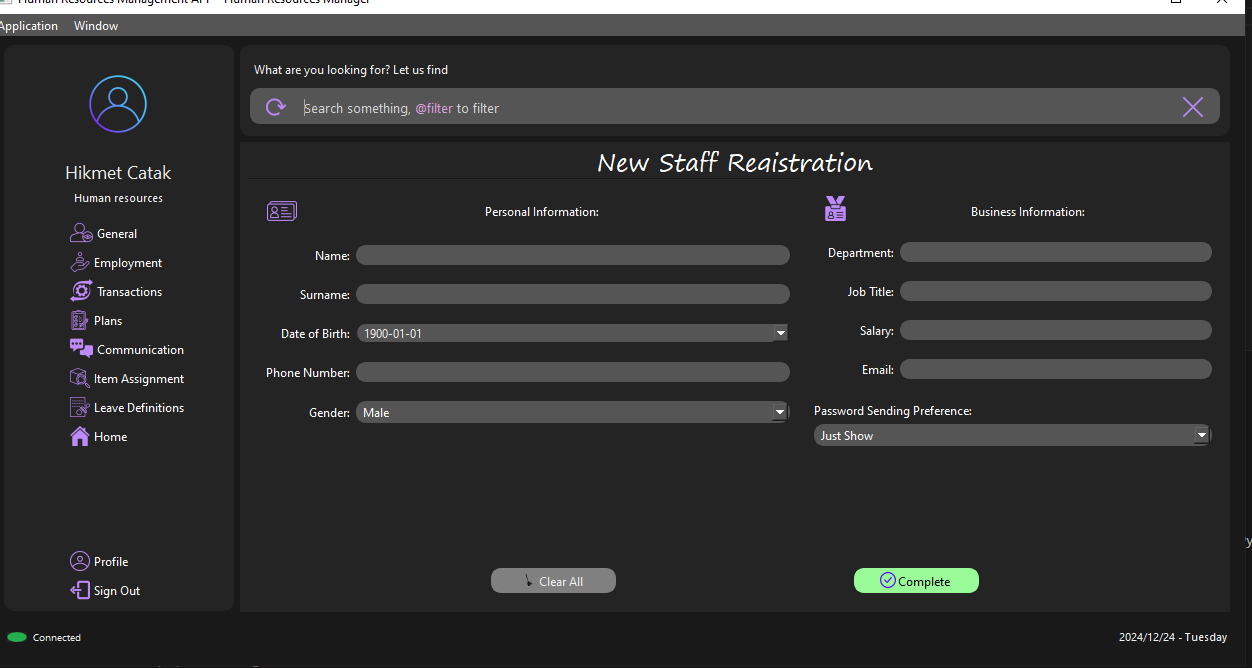 Human Resources Management APP - Human Resources Manager
Application Window
What are you looking for? Let us find
Search something, @filter to filter
Hikmet Catak
Human resources
General
Employment
Transactions
Plans
Communication
Item Assignment
Leave Definitions
Home
Profile
Sign Out
New Staff Registration
Personal Information:
Name:
Surname:
Date of Birth: 1900-01-01
Phone Number:
Gender: Male
Business Information:
Department:
Job Title:
Salary:
Email:
Password Sending Preference:
Just Show
Clear All
Complete
Connected
2024/12/24 - Tuesday